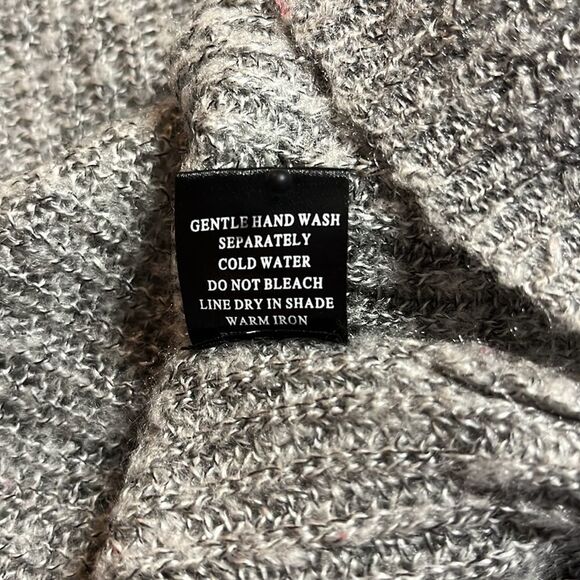 GENTLE HAND WASH
SEPARATELY
COLD WATER
DO NOT BLEACH
LINE DRY IN SHADE
WARM IRON